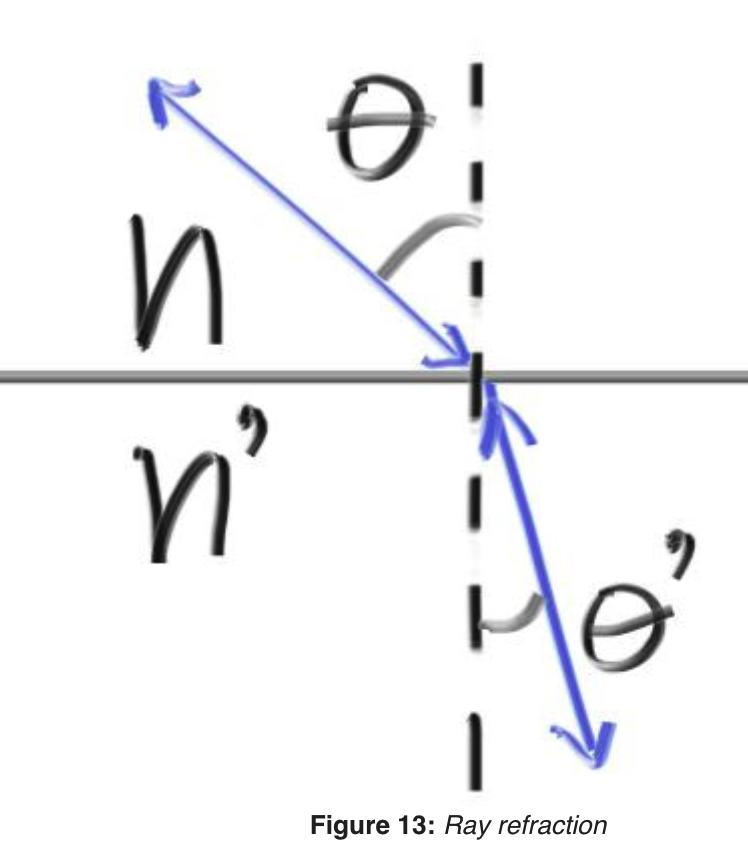 θ
n
n’
θ’
Figure 13: Ray refraction